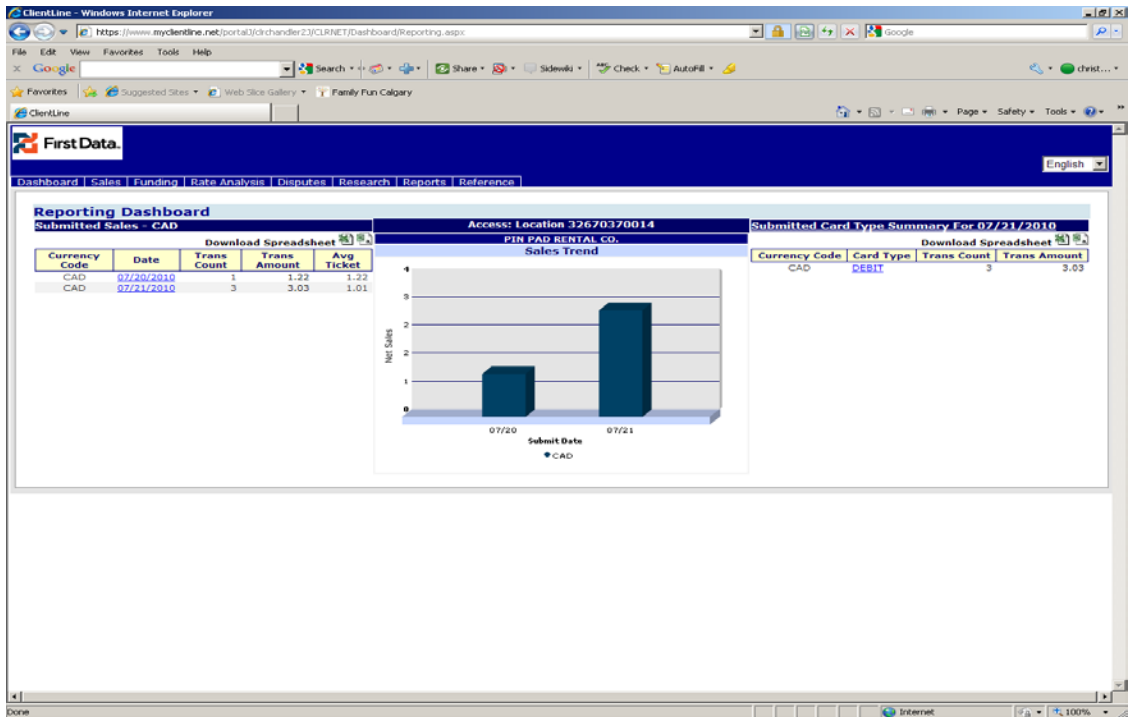 ClientLine - Windows Internet Explorer
https://www.myclientline.net/portal3/clrchandler23/CLRNET/Dashboard/Reporting.aspx
Google
File Edit View Favorites Tools Help
Google Search Share Sidewiki Check AutoFill christ...
Favorites Suggested Sites Web Slice Gallery Family Fun Calgary
ClientLine Page Safety Tools
First Data.
English
Dashboard | Sales | Funding | Rate Analysis | Disputes | Research | Reports | Reference
Reporting Dashboard
Submitted Sales - CAD
Download Spreadsheet
Currency Code Date Trans Count Trans Amount Avg Ticket
CAD 07/20/2010 1 1.22 1.22
CAD 07/21/2010 3 3.03 1.01
Access: Location 32670370014
PIN PAD RENTAL CO.
Sales Trend
4
3
2
2
1
0
Net Sales
07/20 07/21
Submit Date
CAD
Submitted Card Type Summary For 07/21/2010
Download Spreadsheet
Currency Code Card Type Trans Count Trans Amount
CAD DEBIT 3 3.03
Done Internet 100%